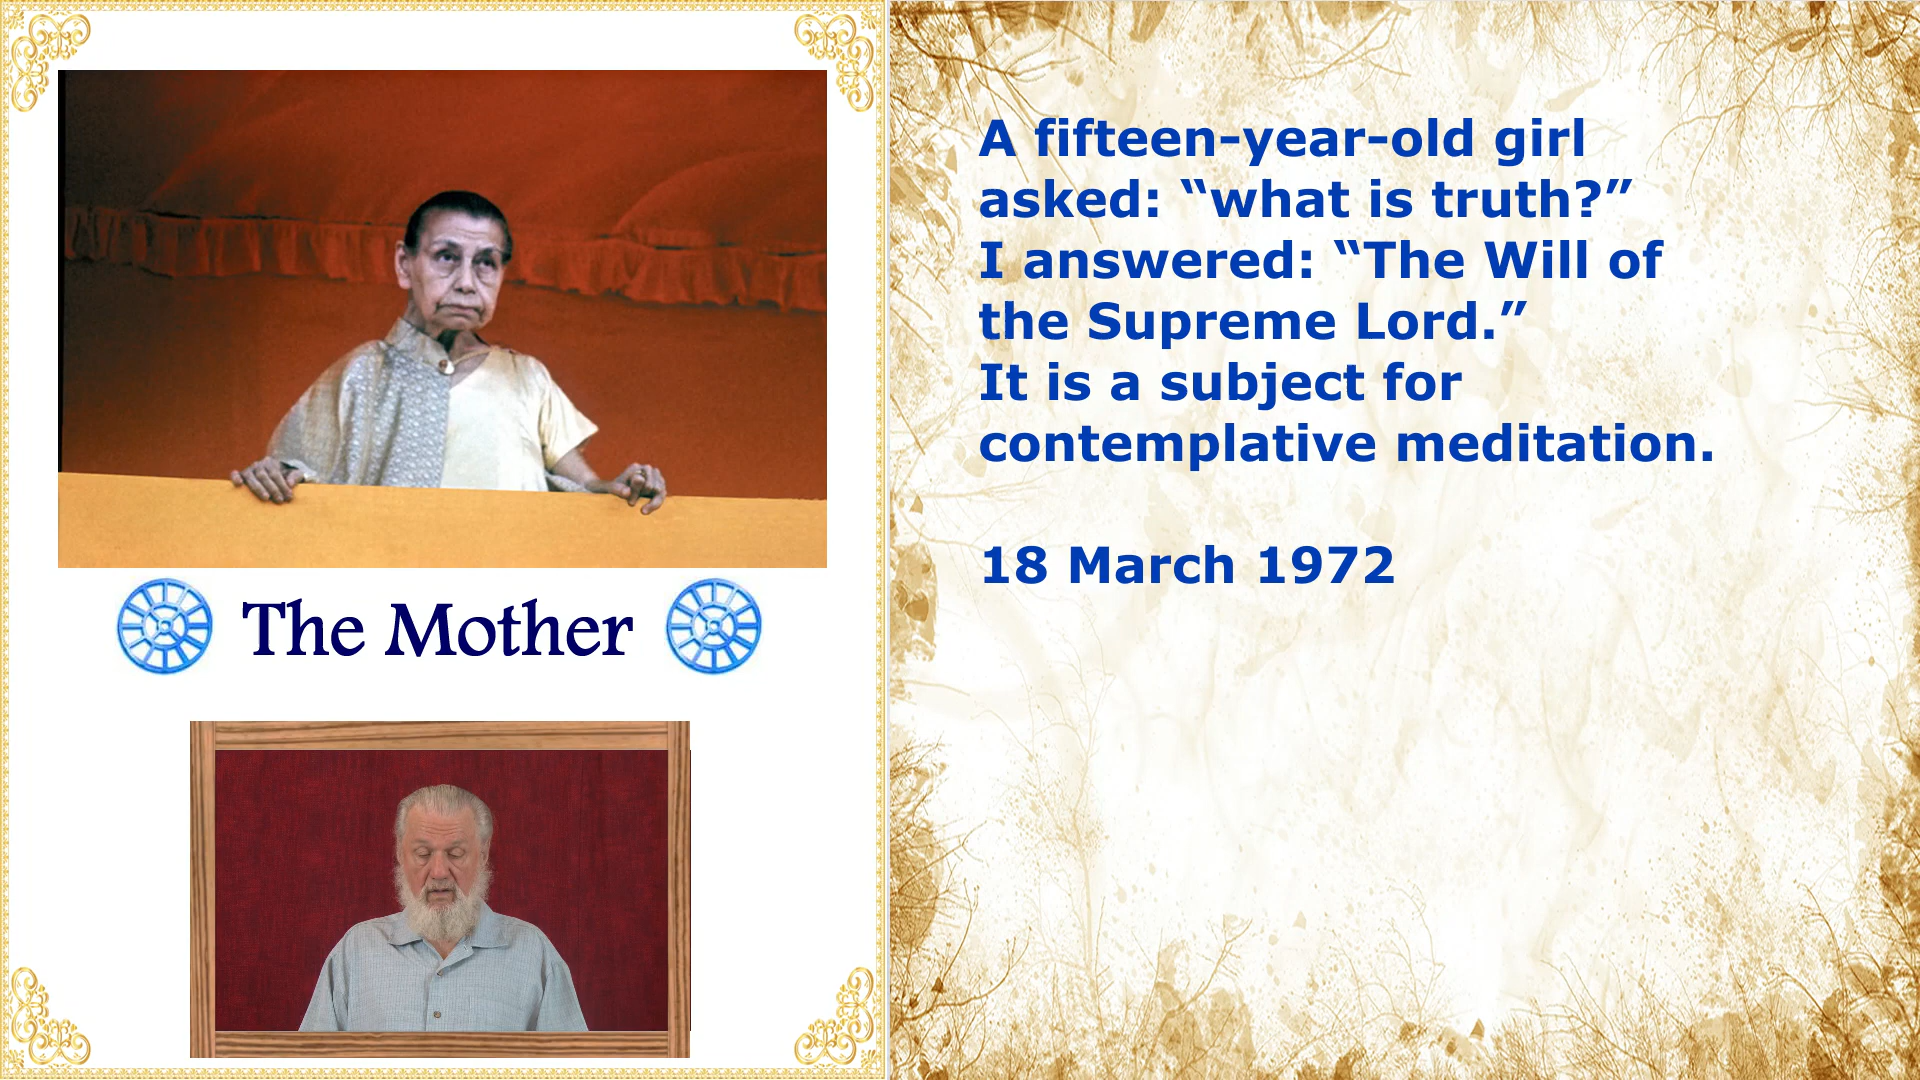 The Mother
A fifteen-year-old girl
asked: “what is truth?”
I answered: “The Will of
the Supreme Lord.”
It is a subject for
contemplative meditation.
18 March 1972